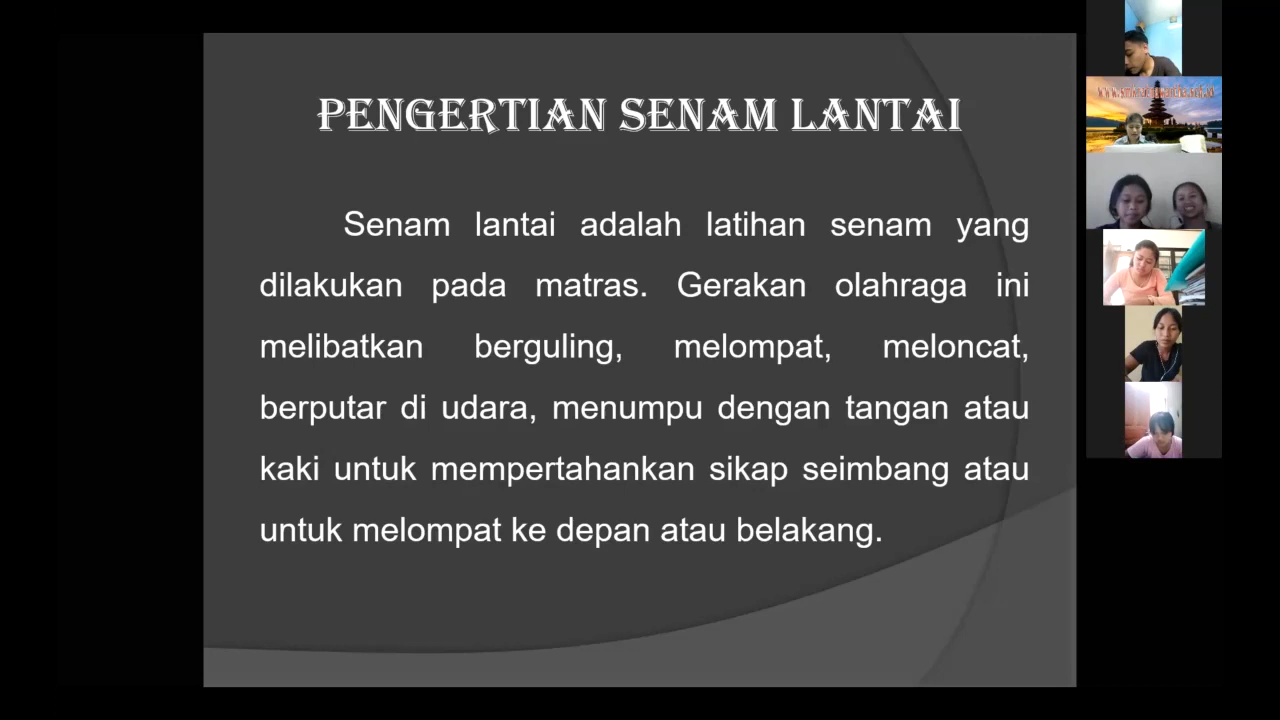 PENGERTIAN SENAM LANTAI
Senam lantai adalah latihan senam yang
dilakukan pada matras. Gerakan olahraga ini
melibatkan berguling, melompat, meloncat,
berputar di udara, menumpu dengan tangan atau
kaki untuk mempertahankan sikap seimbang atau
untuk melompat ke depan atau belakang.